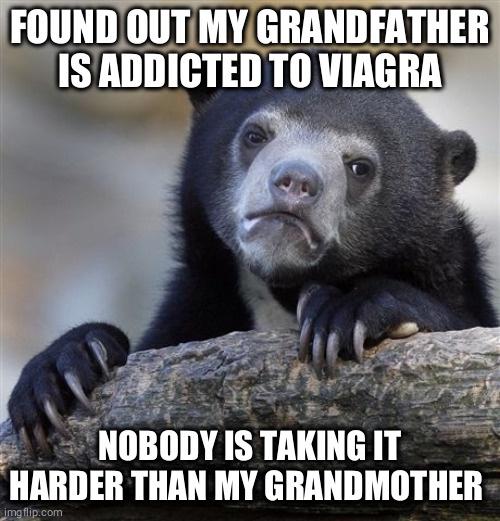 FOUND OUT MY GRANDFATHER
IS ADDICTED TO VIAGRA
NOBODY IS TAKING IT
HARDER THAN MY GRANDMOTHER
imgflip.com